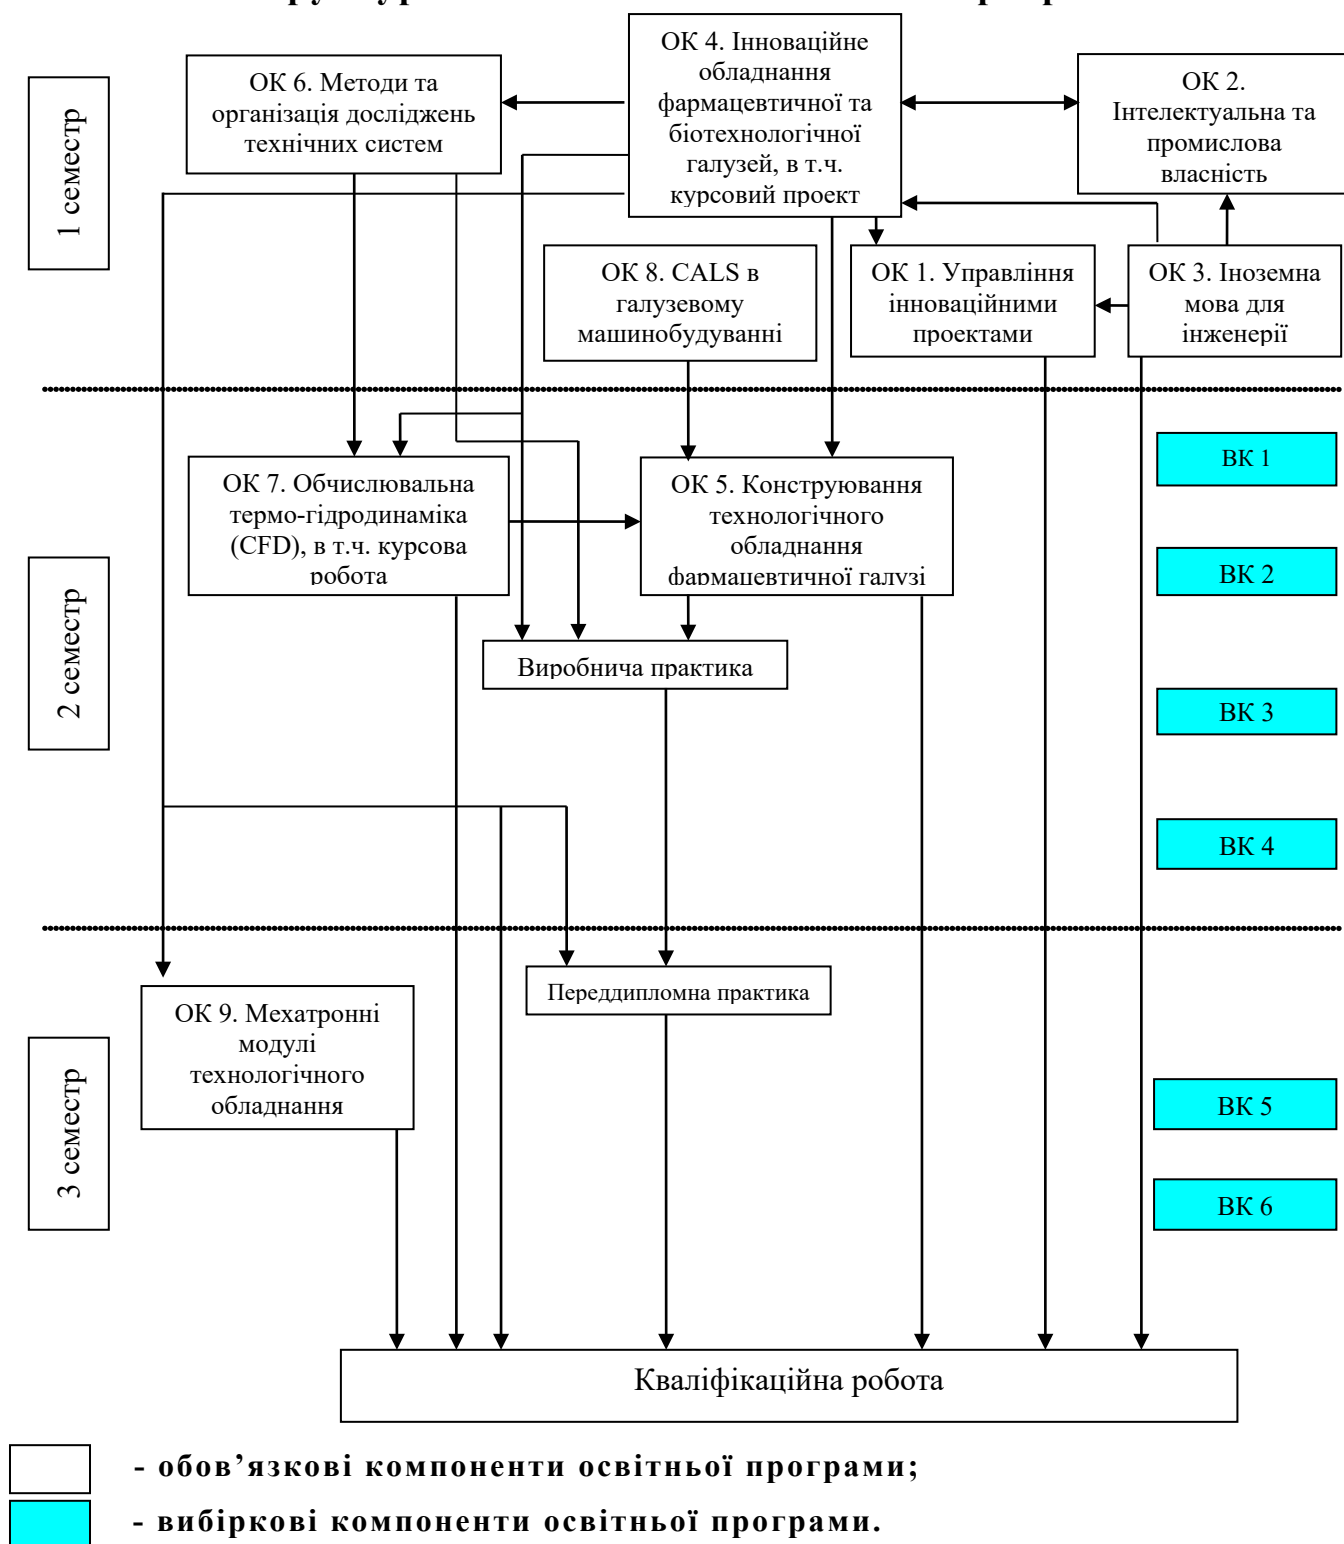 1 семестр
ОК 6. Методи та
організація досліджень
технічних систем
ОК 4. Інноваційне
обладнання
фармацевтичної та
біотехнологічної
галузей, в т.ч.
курсовий проект
ОК 2.
Інтелектуальна та
промислова
власність
ОК 8. CALS в
галузевому
машинобудуванні
ОК 1. Управління
інноваційними
проектами
ОК 3. Іноземна
мова для
інженерії
2 семестр
ОК 7. Обчислювальна
термо-гідродинаміка
(CFD), в т.ч. курсова
робота
ОК 5. Конструювання
технологічного
обладнання
фармацевтичної галузі
ВК 1
ВК 2
Виробнича практика
ВК 3
ВК 4
3 семестр
Переддипломна практика
ОК 9. Мехатронні
модулі
технологічного
обладнання
ВК 5
ВК 6
Кваліфікаційна робота
- обов’язкові компоненти освітньої програми;
- вибіркові компоненти освітньої програми.